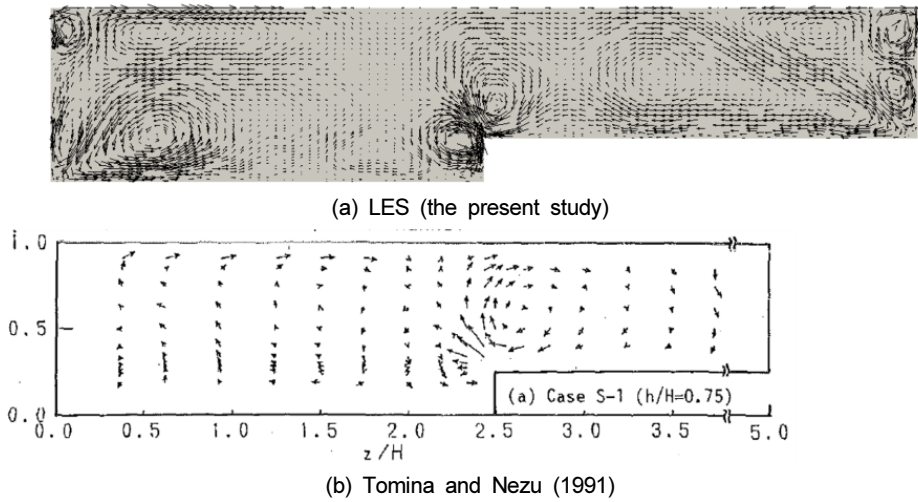 (a) LES (the present study)
1.0
0.5
(a) Case S-1 (h/H=0.75)
0.0
0.0 0.5 1.0 1.5 2.0 2.5 3.0 3.5 5.0
z/H
(b) Tomina and Nezu (1991)